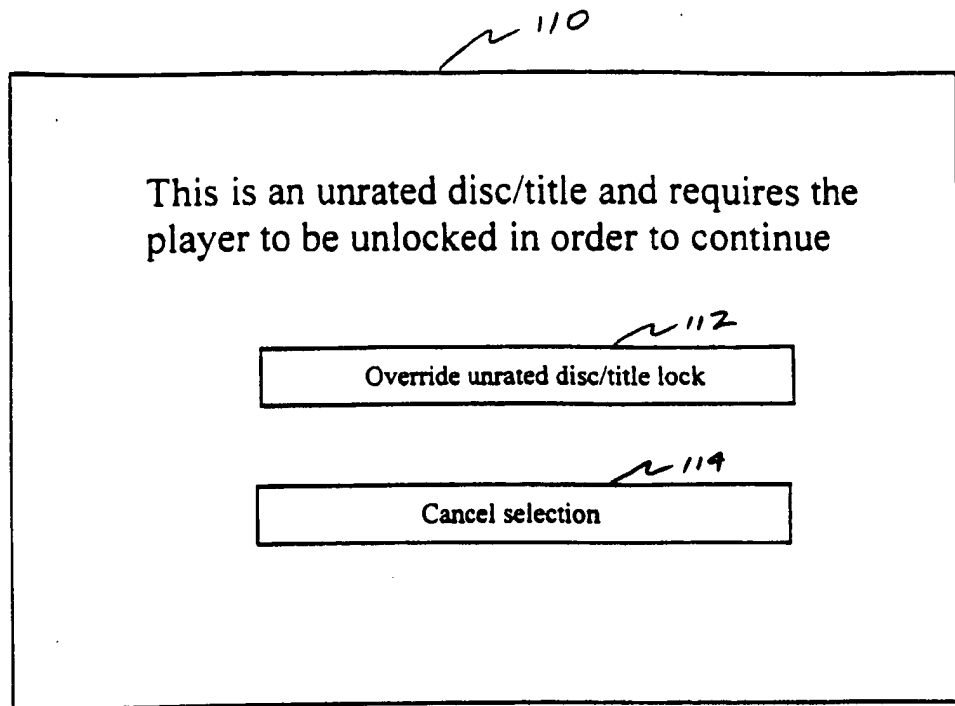 110
This is an unrated disc/title and requires the
player to be unlocked in order to continue
112
Override unrated disc/title lock
114
Cancel selection